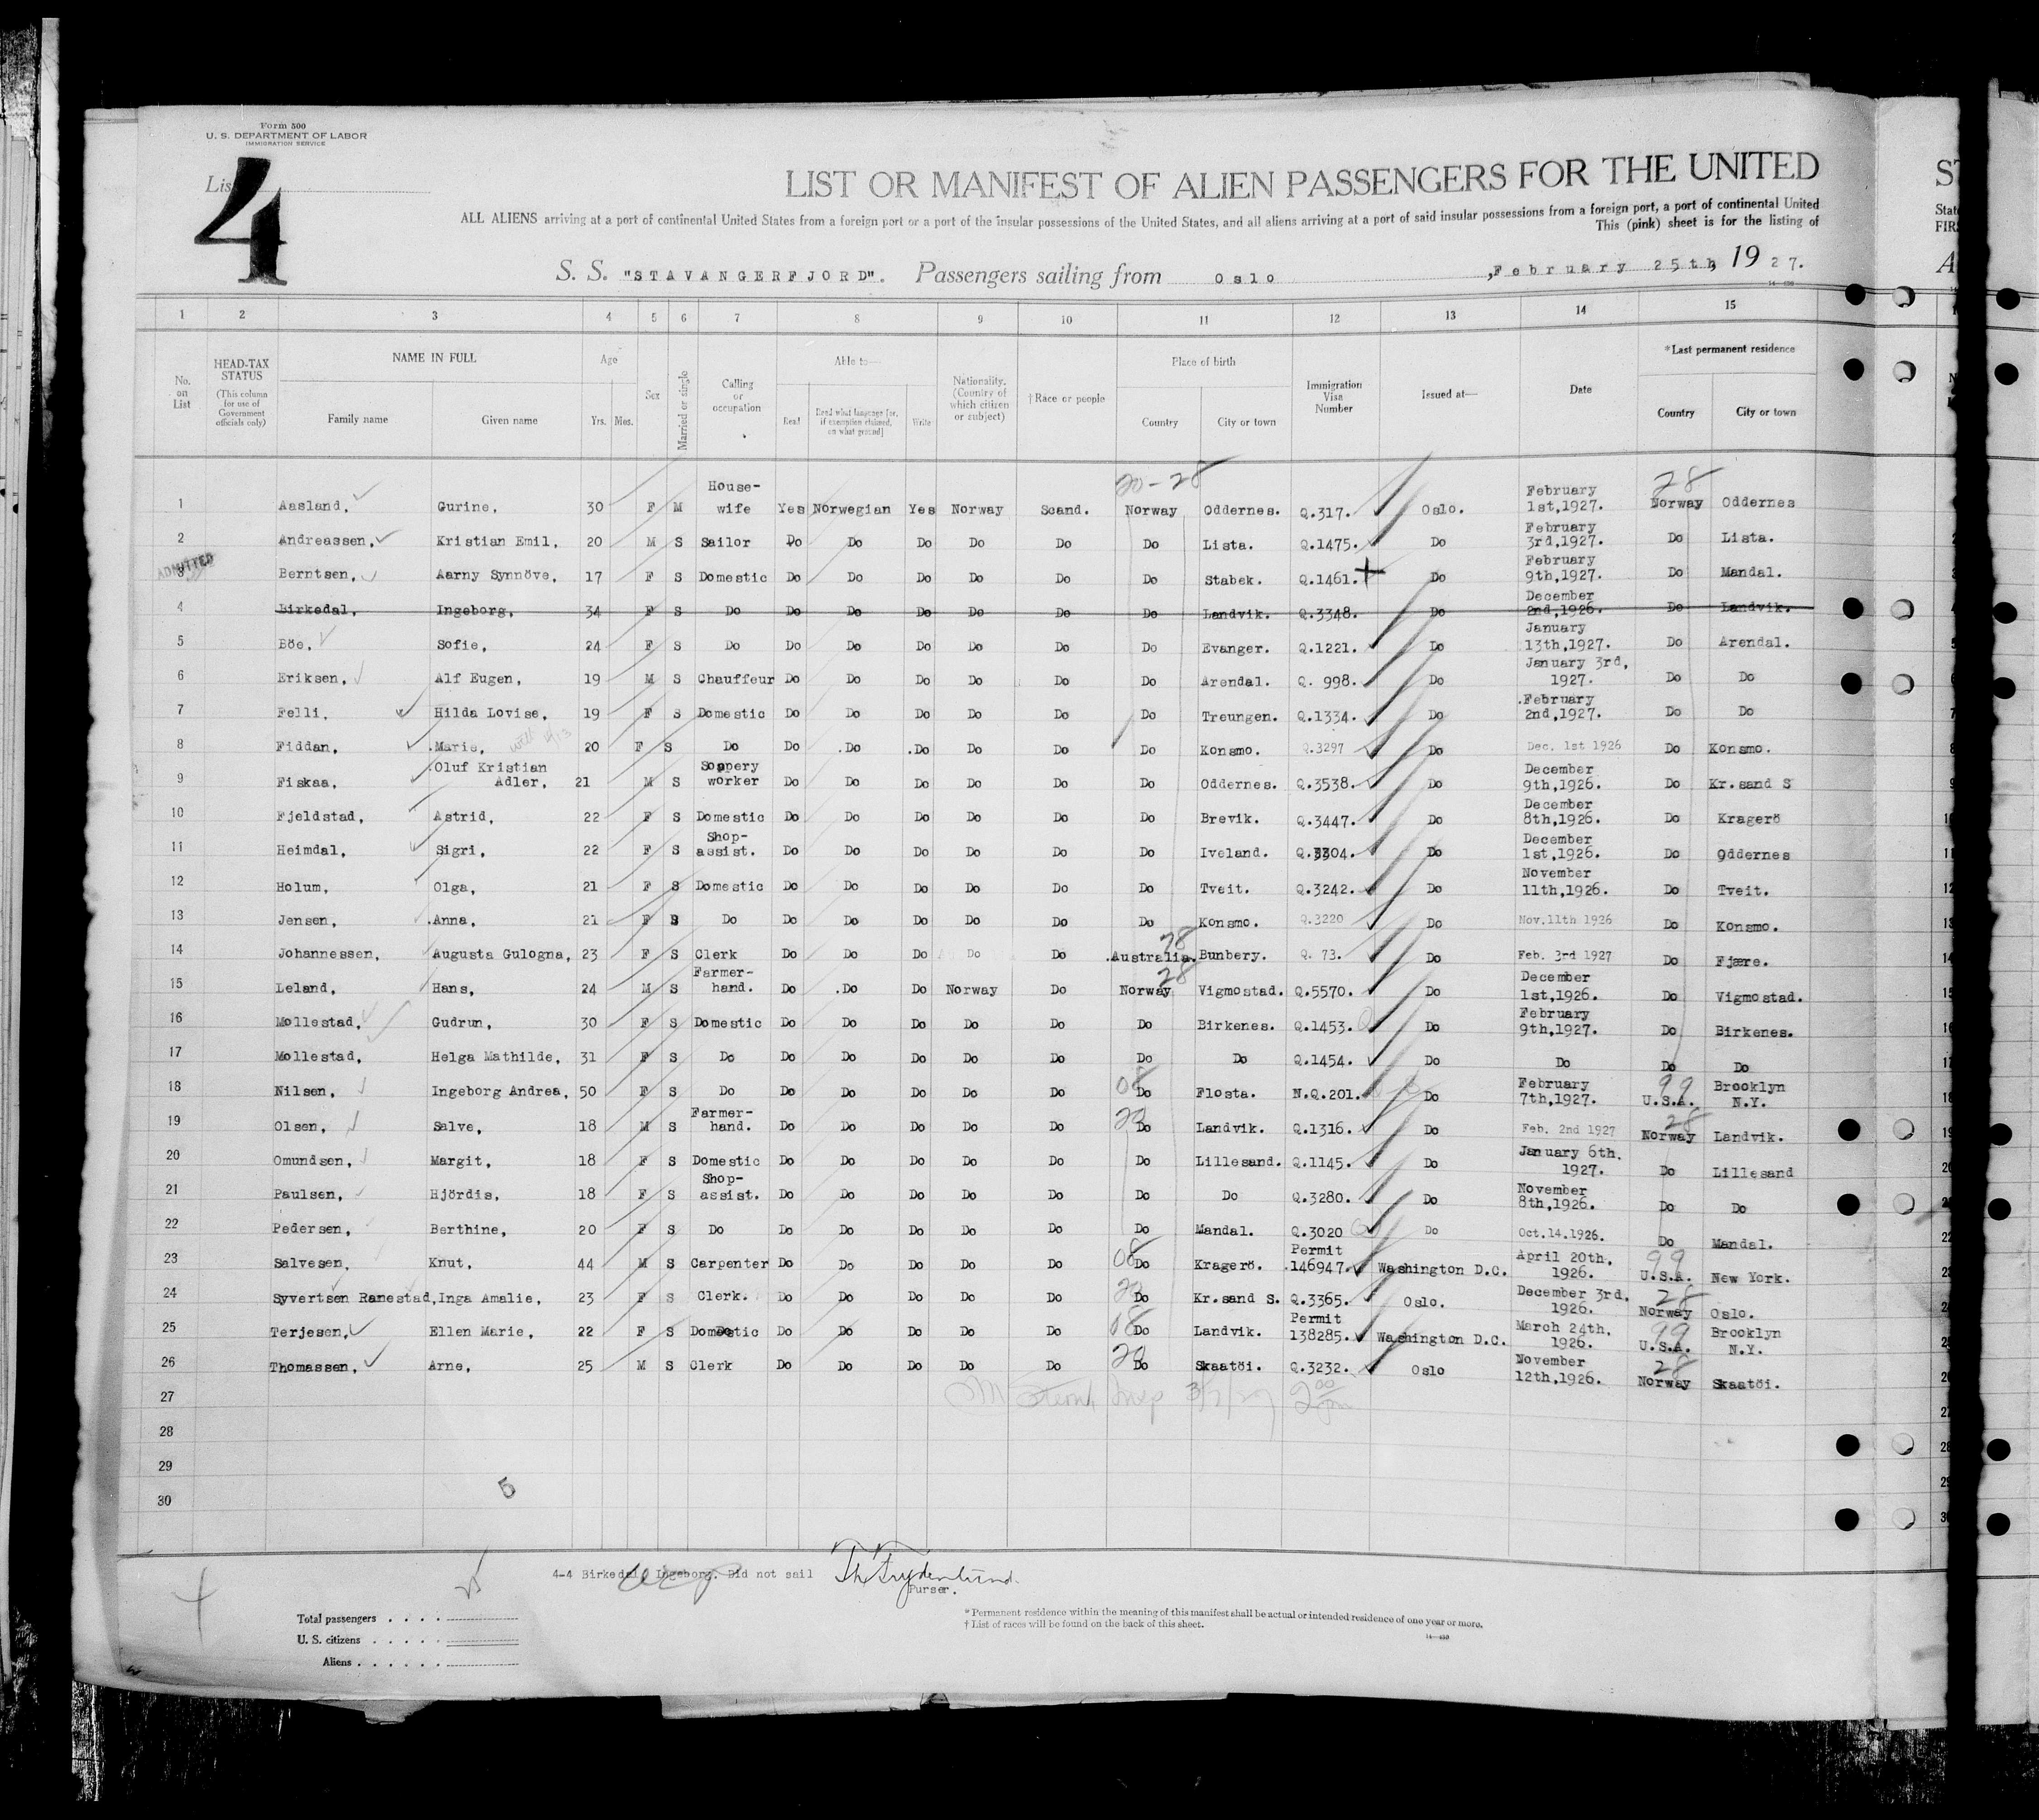 Form 500
U. S. DEPARTMENT OF LABOR
IMMIGRATION SERVICE
List 4
LIST OR MANIFEST OF ALIEN PASSENGERS FOR THE UNITED
ALL ALIENS arriving at a port of continental United States from a foreign port or a port of the insular possessions of the United States, and all aliens arriving at a port of said insular possessions from a foreign port, a port of continental United
This (pink) sheet is for the listing of
S. S. "STAVANGERFJORD". Passengers sailing from Oslo, February 25th, 1927.
1 2 3 4 5 6 7 8 9 10 11 12 13 14 15
No. on List
HEAD-TAX STATUS (This column for use of Government officials only)
NAME IN FULL Family name Given name
Age Yrs. Mos.
Sex
Married or single
Calling or occupation
Able to— Read Read what language [or, if exemption claimed, on what ground] Write
Nationality. (Country of which citizen or subject)
†Race or people
Place of birth Country City or town
Immigration Visa Number
Issued at—
Date
*Last permanent residence Country City or town
20-28 28
1 Aasland, Gurine, 30 F M House-wife Yes Norwegian Yes Norway Scand. Norway Oddernes. Q.317. Oslo. February 1st,1927. Norway Oddernes
2 Andreassen, Kristian Emil, 20 M S Sailor Do Do Do Do Do Do Lista. Q.1475. Do February 3rd,1927. Do Lista.
ADMITTED
3 Berntsen, Aarny Synnöve, 17 F S Domestic Do Do Do Do Do Do Stabek. Q.1461. Do February 9th,1927. Do Mandal.
4 Birkedal, Ingeborg, 34 F S Do Do Do Do Do Do Do Landvik. Q.3348. Do December 2nd,1926. Do Landvik.
5 Böe, Sofie, 24 F S Do Do Do Do Do Do Do Evanger. Q.1221. Do January 13th,1927. Do Arendal.
6 Eriksen, Alf Eugen, 19 M S Chauffeur Do Do Do Do Do Do Arendal. Q. 998. Do January 3rd, 1927. Do Do
7 Felli, Hilda Lovise, 19 F S Domestic Do Do Do Do Do Do Treungen. Q.1334. Do February 2nd,1927. Do Do
8 Fiddan, Marie, 20 F S Do Do Do Do Do Do Do Konsmo. Q.3297 Do Dec. 1st 1926 Do Konsmo.
9 Fiskaa, Oluf Kristian Adler, 21 M S Soppery worker Do Do Do Do Do Do Oddernes. Q.3538. Do December 9th,1926. Do Kr.sand S
10 Fjeldstad, Astrid, 22 F S Domestic Do Do Do Do Do Do Brevik. Q.3447. Do December 8th,1926. Do Kragerö
11 Heimdal, Sigri, 22 F S Shop-assist. Do Do Do Do Do Do Iveland. Q.3304. Do December 1st,1926. Do Oddernes
12 Holum, Olga, 21 F S Domestic Do Do Do Do Do Do Tveit. Q.3242. Do November 11th,1926. Do Tveit.
13 Jensen, Anna, 21 F S Do Do Do Do Do Do Do Konsmo. Q.3220 Do Nov.11th 1926 Do Konsmo.
14 Johannessen, Augusta Gulogna, 23 F S Clerk Do Do Do Do Do 28 Australia. Bunbery. Q. 73. Do Feb. 3rd 1927 Do Fjære.
15 Leland, Hans, 24 M S Farmer-hand. Do Do Do Norway Do 28 Norway Vigmostad. Q.5570. Do December 1st,1926. Do Vigmostad.
16 Mollestad, Gudrun, 30 F S Domestic Do Do Do Do Do Do Birkenes. Q.1453. Do February 9th,1927. Do Birkenes.
17 Mollestad, Helga Mathilde, 31 F S Do Do Do Do Do Do Do Do Q.1454. Do Do Do Do
18 Nilsen, Ingeborg Andrea, 50 F S Do Do Do Do Do Do 08 Do Flosta. N.Q.201. Do February 7th,1927. 99 U.S.A. Brooklyn N.Y.
19 Olsen, Salve, 18 M S Farmer-hand. Do Do Do Do Do 20 Do Landvik. Q.1316. Do Feb. 2nd 1927 28 Norway Landvik.
20 Omundsen, Margit, 18 F S Domestic Do Do Do Do Do Do Lillesand. Q.1145. Do January 6th, 1927. Do Lillesand
21 Paulsen, Hjördis, 18 F S Shop-assist. Do Do Do Do Do Do Do Q.3280. Do November 8th,1926. Do Do
22 Pedersen, Berthine, 20 F S Do Do Do Do Do Do Do Mandal. Q.3020 Do Oct.14.1926. Do Mandal.
23 Salvesen, Knut, 44 M S Carpenter Do Do Do Do Do 08 Do Kragerö. Permit 146947. Washington D.C. April 20th, 1926. 99 U.S.A. New York.
24 Syvertsen Ranestad, Inga Amalie, 23 F S Clerk. Do Do Do Do Do 20 Do Kr.sand S. Q.3365. Oslo. December 3rd, 1926. 28 Norway Oslo.
25 Terjesen, Ellen Marie, 22 F S Domestic Do Do Do Do Do 08 Do Landvik. Permit 138285. Washington D.C. March 24th, 1926. 99 U.S.A. Brooklyn N.Y.
26 Thomassen, Arne, 25 M S Clerk Do Do Do Do Do 20 Do Skaatöi. Q.3232. Oslo November 12th,1926. 28 Norway Skaatöi.
27
28
29
30
5
4-4 Birkedal, Ingeborg. Did not sail
Purser.
Total passengers
U. S. citizens
Aliens
*Permanent residence within the meaning of this manifest shall be actual or intended residence of one year or more.
†List of races will be found on the back of this sheet.